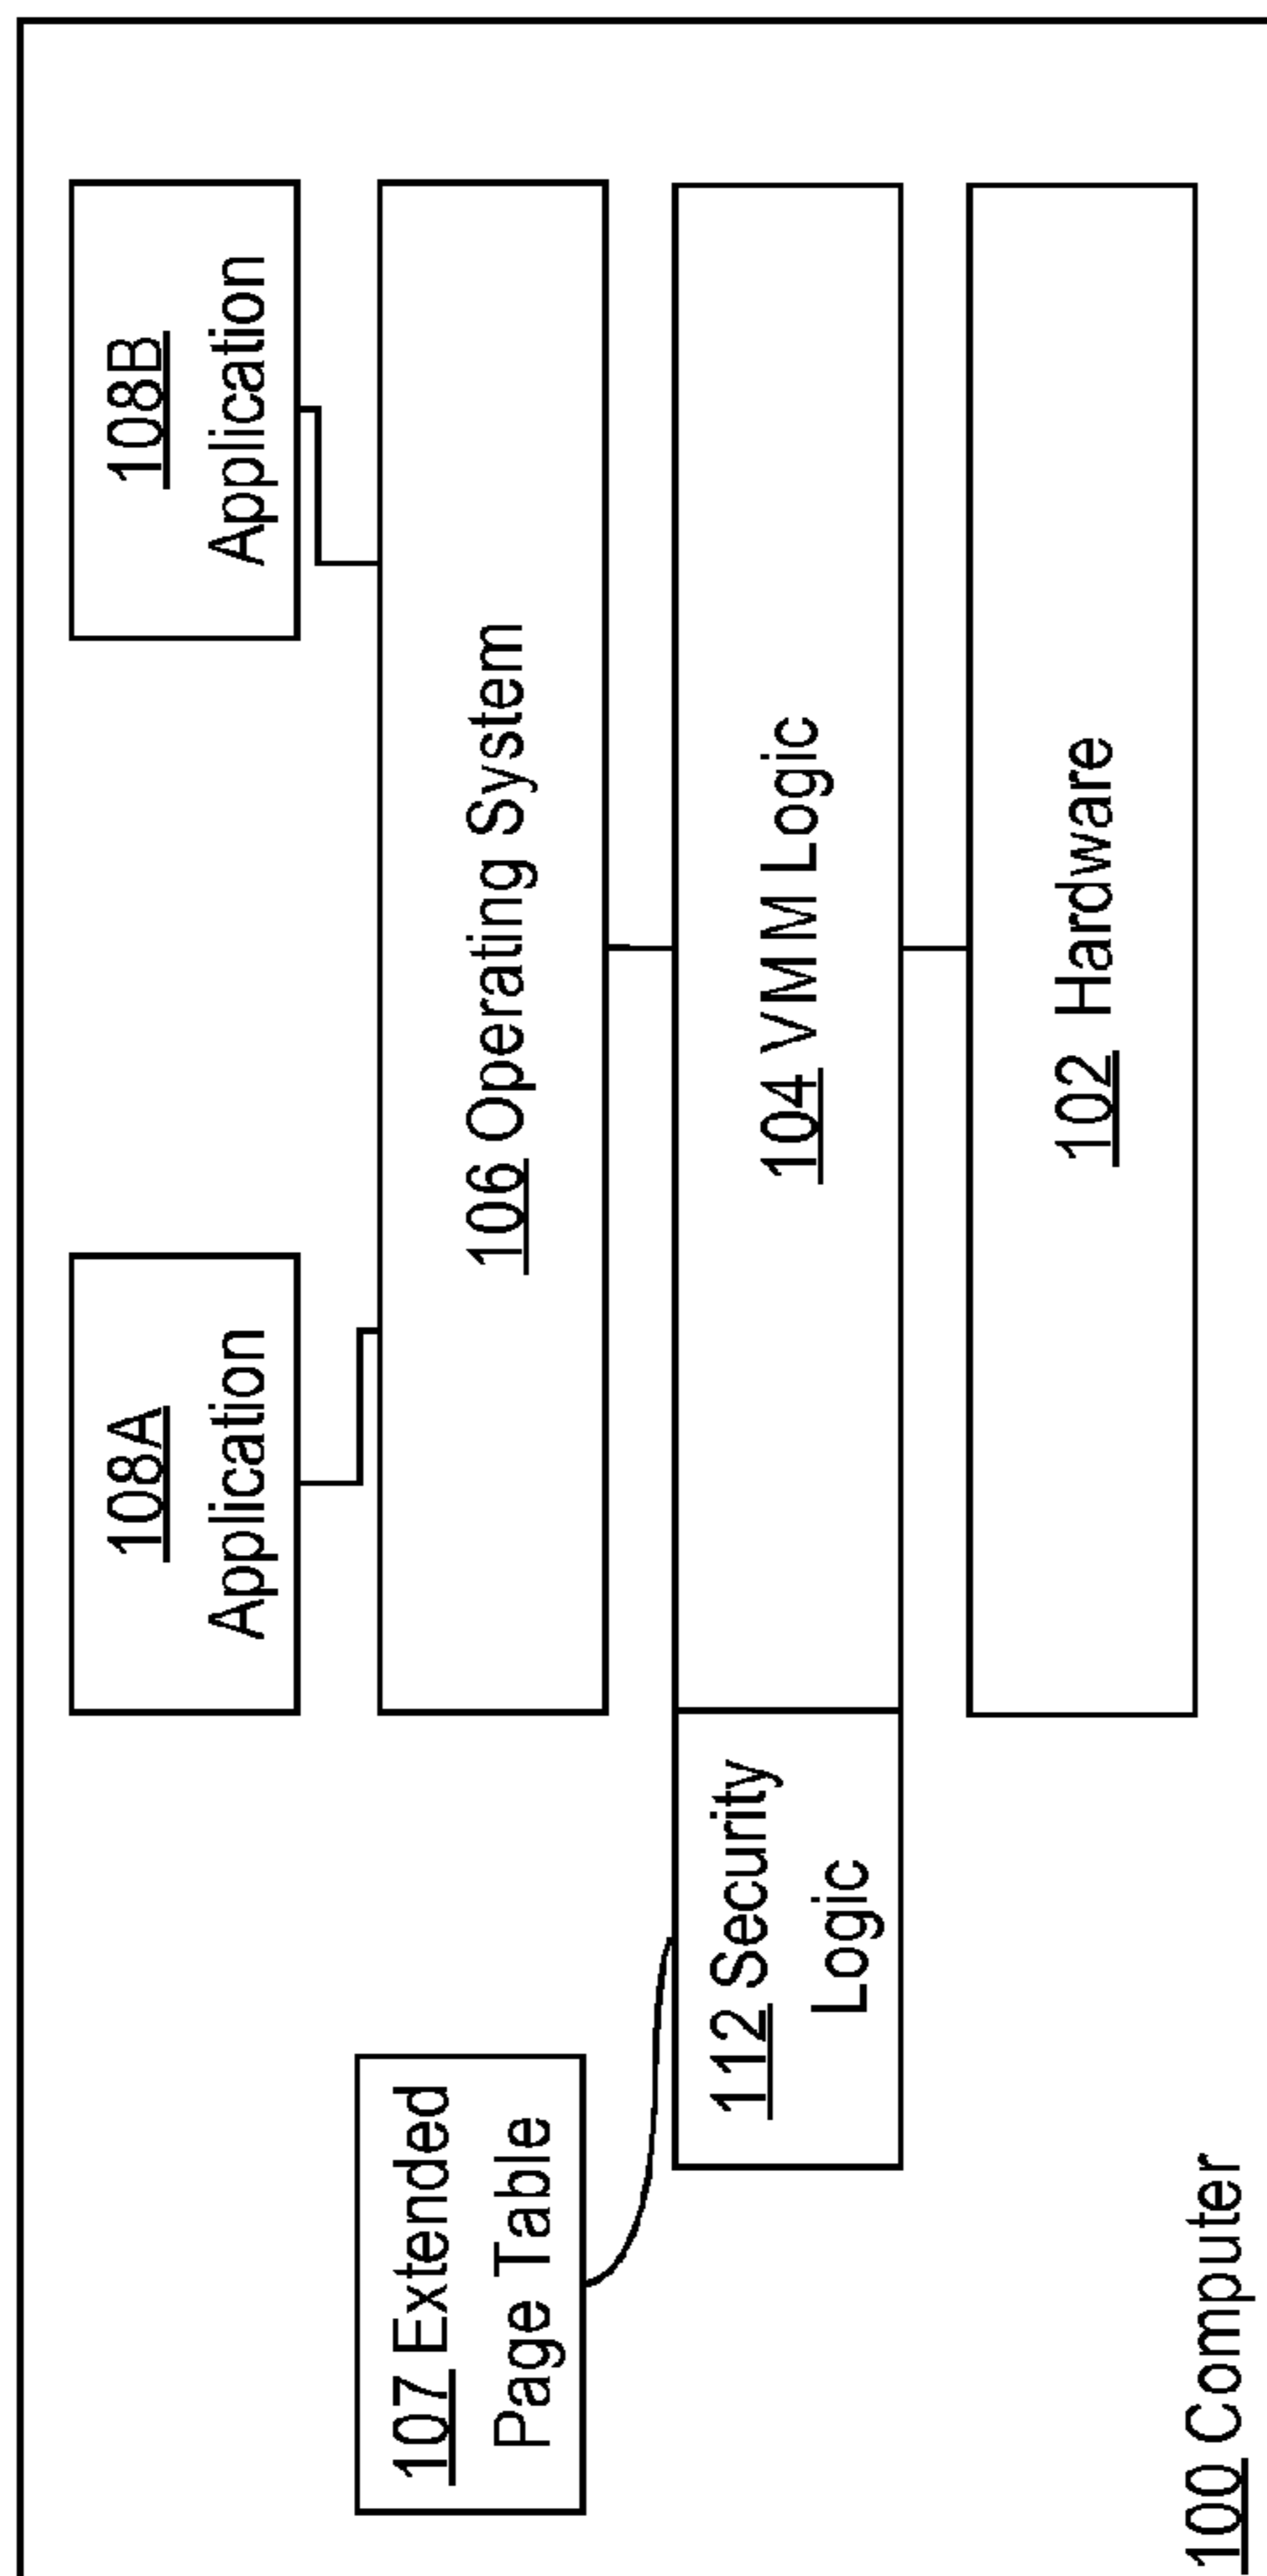 108A
Application
108B
Application
107 Extended
Page Table
106 Operating System
112 Security
Logic
104 VMM Logic
102 Hardware
100 Computer